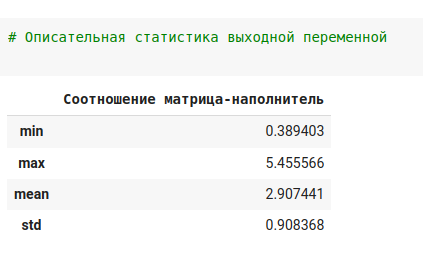 # Описательная статистика выходной переменной
Соотношение матрица-наполнитель
min 0.389403
max 5.455566
mean 2.907441
std 0.908368